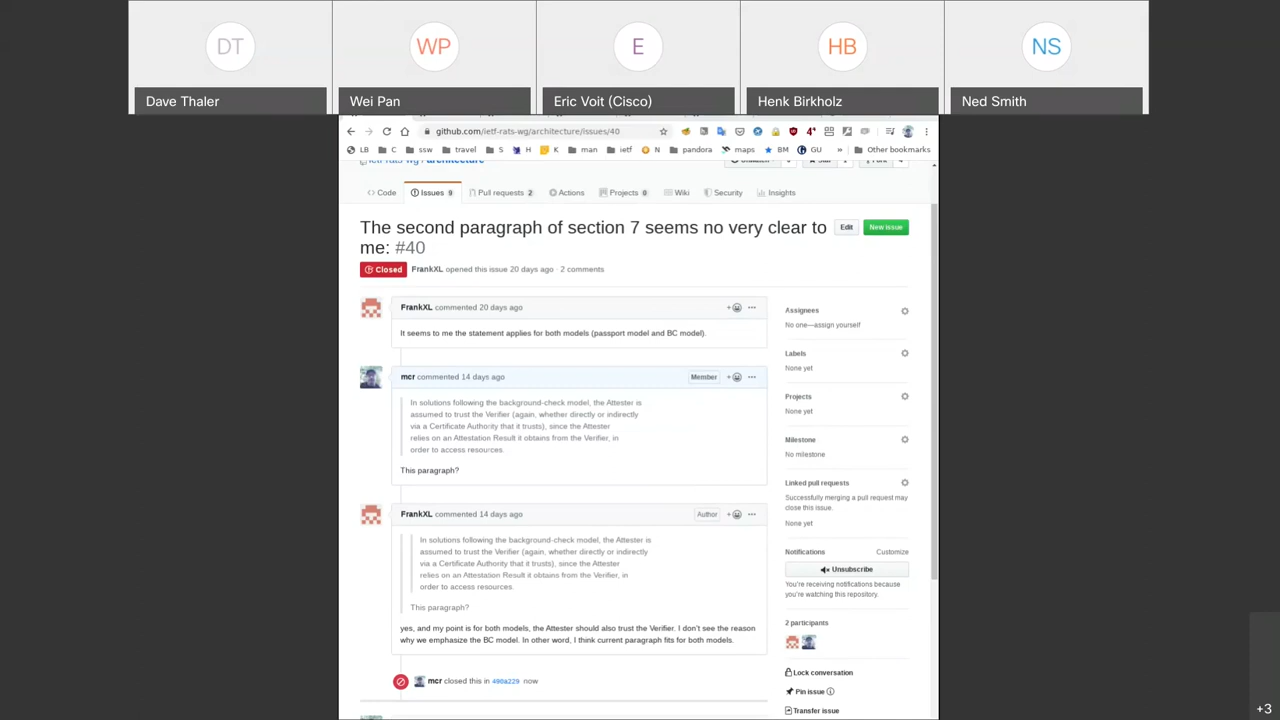 DT
WP
E
HB
NS
Dave Thaler
Wei Pan
Eric Voit (Cisco)
Henk Birkholz
Ned Smith
github.com/ietf-rats-wg/architecture/issues/40
LB C ssw travel S H K man ietf N pandora maps BM GU » Other bookmarks
ietf-rats-wg / architecture
Code Issues 9 Pull requests 2 Actions Projects 0 Wiki Security Insights
The second paragraph of section 7 seems no very clear to
me: #40
Edit
New issue
Closed FrankXL opened this issue 20 days ago · 2 comments
FrankXL commented 20 days ago
It seems to me the statement applies for both models (passport model and BC model).
mcr commented 14 days ago Member
In solutions following the background-check model, the Attester is
assumed to trust the Verifier (again, whether directly or indirectly
via a Certificate Authority that it trusts), since the Attester
relies on an Attestation Result it obtains from the Verifier, in
order to access resources.
This paragraph?
FrankXL commented 14 days ago Author
In solutions following the background-check model, the Attester is
assumed to trust the Verifier (again, whether directly or indirectly
via a Certificate Authority that it trusts), since the Attester
relies on an Attestation Result it obtains from the Verifier, in
order to access resources.
This paragraph?
yes, and my point is for both models, the Attester should also trust the Verifier. I don't see the reason
why we emphasize the BC model. In other word, I think current paragraph fits for both models.
mcr closed this in 490a229 now
Assignees
No one—assign yourself
Labels
None yet
Projects
None yet
Milestone
No milestone
Linked pull requests
Successfully merging a pull request may
close this issue.
None yet
Notifications Customize
Unsubscribe
You're receiving notifications because
you're watching this repository.
2 participants
Lock conversation
Pin issue
Transfer issue
+3